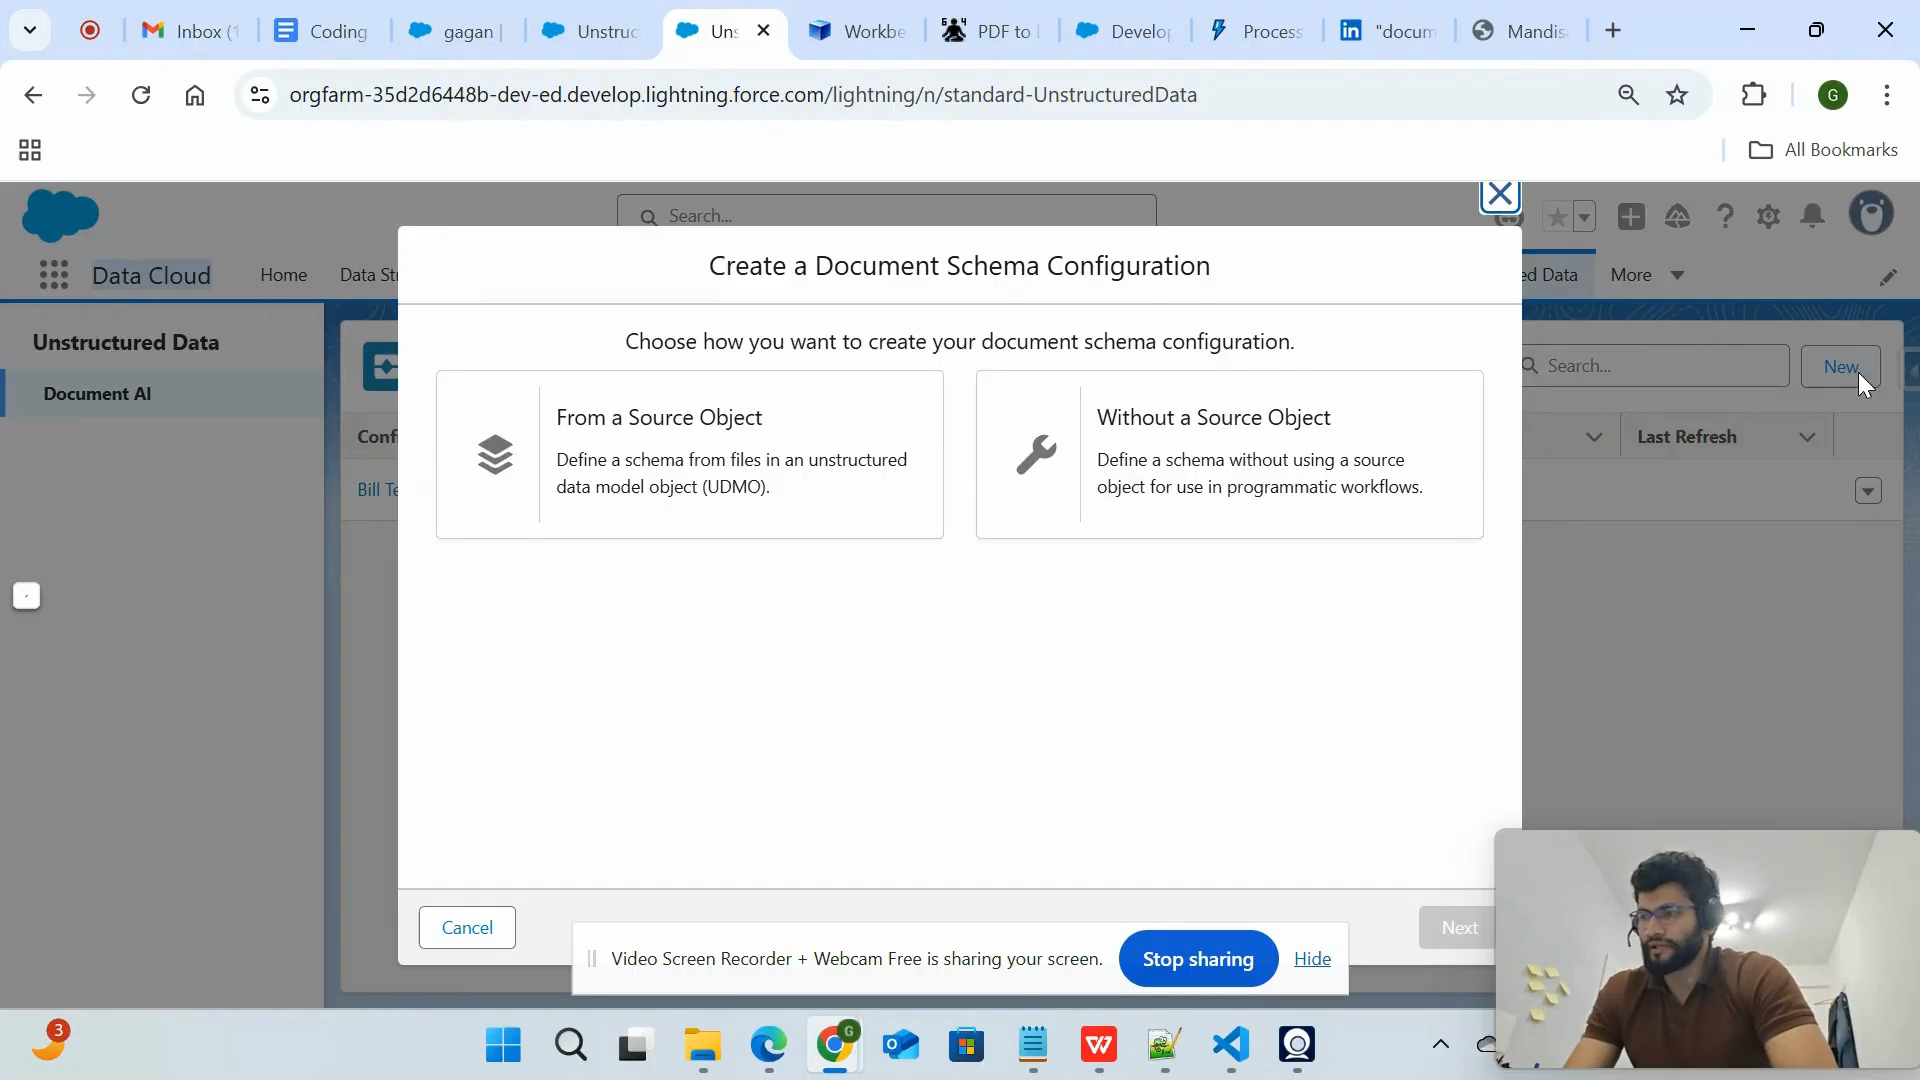 Inbox (1
Coding
gagan |
Unstruc
Uns
Workbe
PDF to
Develop
Process
"docum
Mandis
orgfarm-35d2d6448b-dev-ed.develop.lightning.force.com/lightning/n/standard-UnstructuredData
G
All Bookmarks
Search...
Data Cloud
Home
Data St
ed Data
More
Create a Document Schema Configuration
Unstructured Data
Document AI
Choose how you want to create your document schema configuration.
Search...
New
From a Source Object
Define a schema from files in an unstructured
data model object (UDMO).
Without a Source Object
Define a schema without using a source
object for use in programmatic workflows.
Conf
Last Refresh
Bill Te
Cancel
Next
Video Screen Recorder + Webcam Free is sharing your screen.
Stop sharing
Hide
3
G